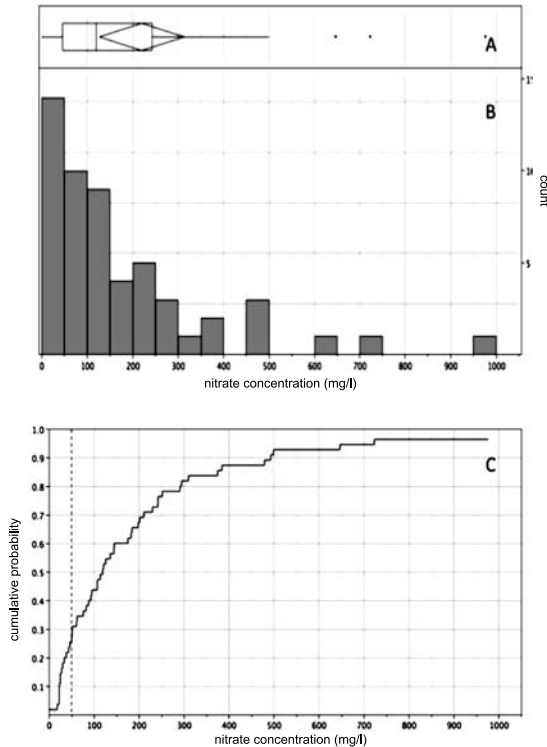 A
B
15
10
5
count
0 100 200 300 400 500 600 700 800 900 1000
nitrate concentration (mg/l)
C
1.0
0.9
0.8
0.7
0.6
0.5
0.4
0.3
0.2
0.1
cumulative probability
0 100 200 300 400 500 600 700 800 900 1000
nitrate concentration (mg/l)